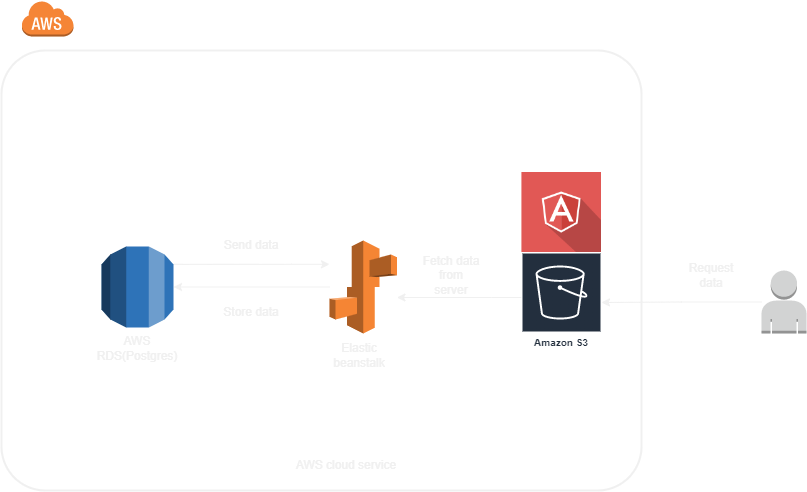 AWS
Send data
Store data
AWS
RDS(Postgres)
Elastic
beanstalk
Fetch data
from
server
A
Amazon S3
Request
data
AWS cloud service